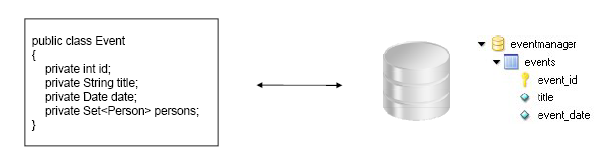 public class Event
{
private int id;
private String title;
private Date date;
private Set<Person> persons;
}
eventmanager
events
event_id
title
event_date